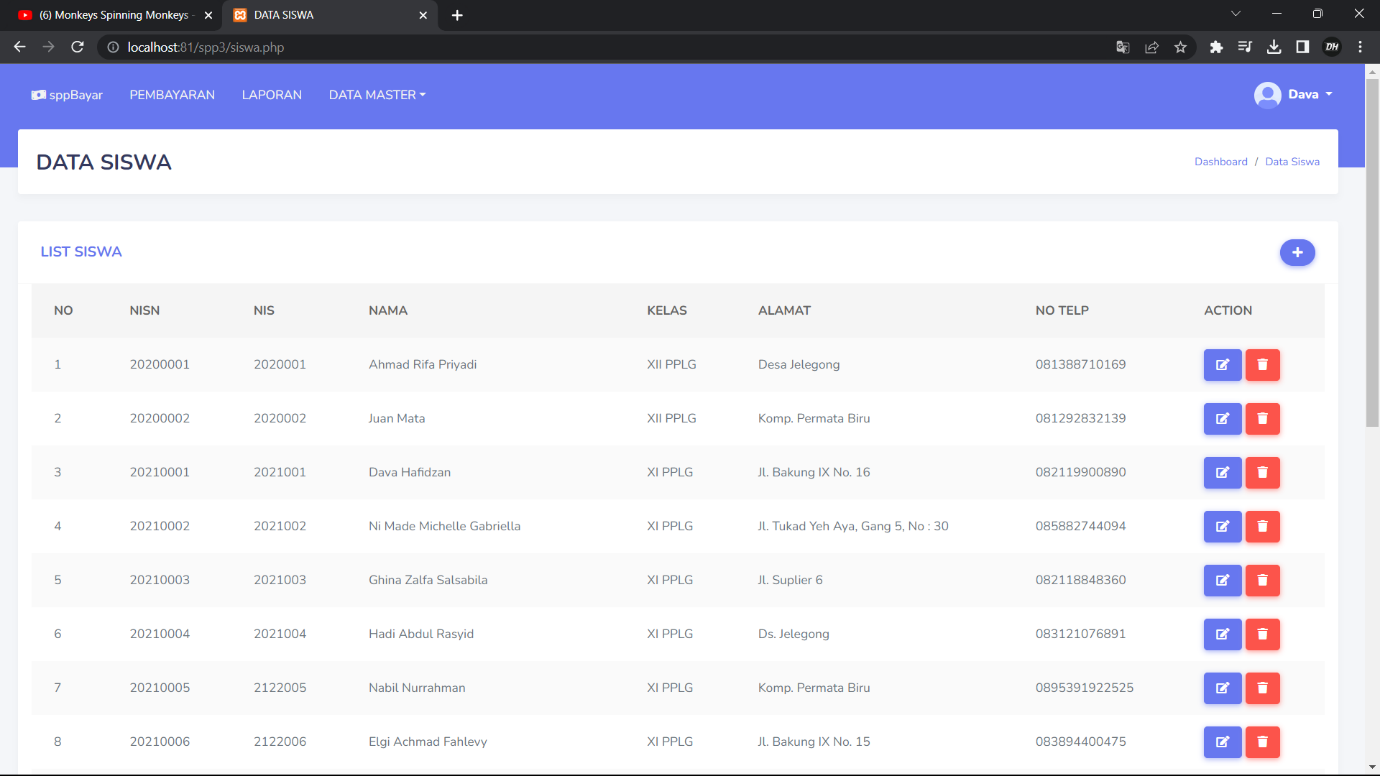 (6) Monkeys Spinning Monkeys - DATA SISWA
localhost:81/spp3/siswa.php DH
sppBayar PEMBAYARAN LAPORAN DATA MASTER Dava
DATA SISWA Dashboard / Data Siswa
LIST SISWA +
NO NISN NIS NAMA KELAS ALAMAT NO TELP ACTION
1 20200001 2020001 Ahmad Rifa Priyadi XII PPLG Desa Jelegong 081388710169
2 20200002 2020002 Juan Mata XII PPLG Komp. Permata Biru 081292832139
3 20210001 2021001 Dava Hafidzan XI PPLG Jl. Bakung IX No. 16 082119900890
4 20210002 2021002 Ni Made Michelle Gabriella XI PPLG Jl. Tukad Yeh Aya, Gang 5, No : 30 085882744094
5 20210003 2021003 Ghina Zalfa Salsabila XI PPLG Jl. Suplier 6 082118848360
6 20210004 2021004 Hadi Abdul Rasyid XI PPLG Ds. Jelegong 083121076891
7 20210005 2122005 Nabil Nurrahman XI PPLG Komp. Permata Biru 0895391922525
8 20210006 2122006 Elgi Achmad Fahlevy XI PPLG Jl. Bakung IX No. 15 083894400475